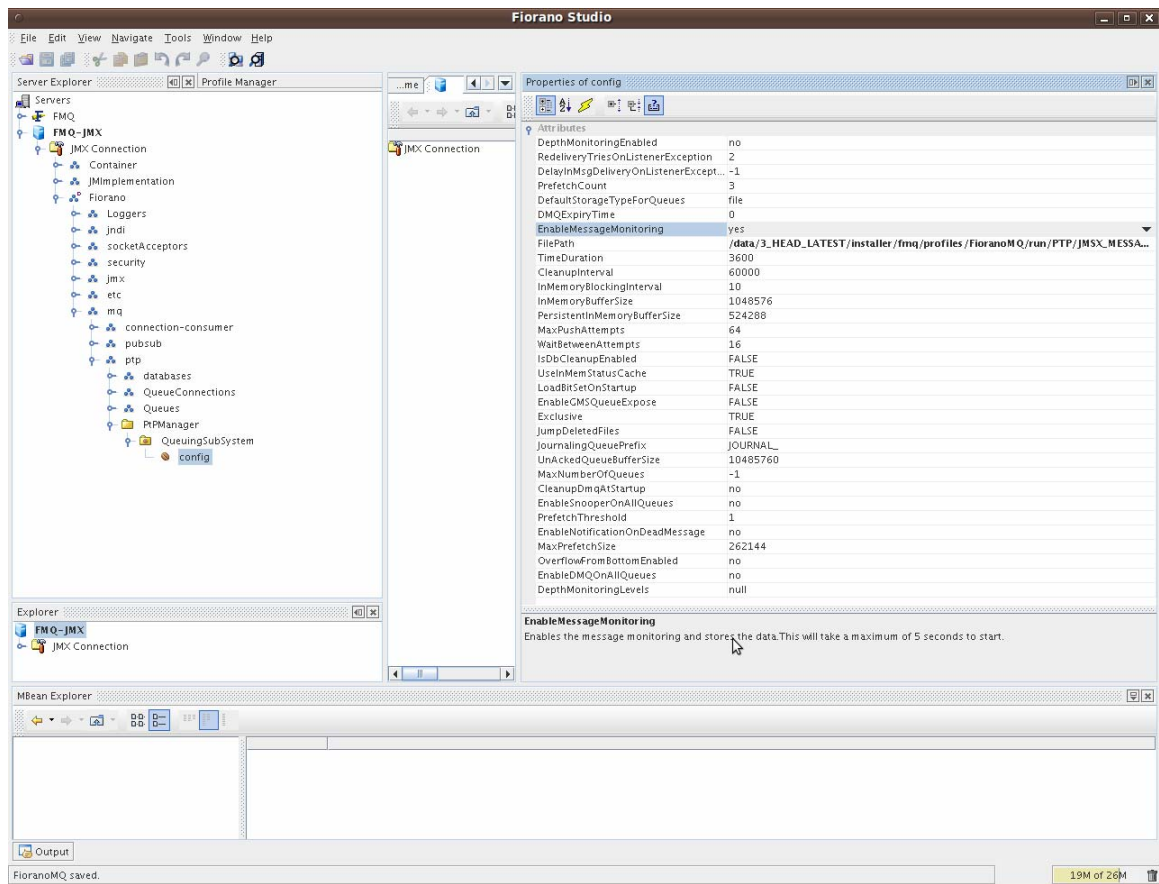 Fiorano Studio
File Edit View Navigate Tools Window Help
Server Explorer Profile Manager
Servers
FMQ
FMQ-JMX
JMX Connection
Container
JMImplementation
Fiorano
Loggers
jndi
socketAcceptors
security
jmx
etc
mq
connection-consumer
pubsub
ptp
databases
QueueConnections
Queues
PtPManager
QueuingSubSystem
config
Explorer
FMQ-JMX
JMX Connection
...me
JMX Connection
Properties of config
Attributes
DepthMonitoringEnabled no
RedeliveryTriesOnListenerException 2
DelayInMsgDeliveryOnListenerExcept... -1
PrefetchCount 3
DefaultStorageTypeForQueues file
DMQExpiryTime 0
EnableMessageMonitoring yes
FilePath /data/3_HEAD_LATEST/installer/fmq/profiles/FioranoMQ/run/PTP/JMSX_MESSA...
TimeDuration 3600
CleanupInterval 60000
InMemoryBlockingInterval 10
InMemoryBufferSize 1048576
PersistentInMemoryBufferSize 524288
MaxPushAttempts 64
WaitBetweenAttempts 16
IsDbCleanupEnabled FALSE
UseInMemStatusCache TRUE
LoadBitSetOnStartup FALSE
EnableGMSQueueExpose FALSE
Exclusive TRUE
JumpDeletedFiles FALSE
JournalingQueuePrefix JOURNAL_
UnAckedQueueBufferSize 10485760
MaxNumberOfQueues -1
CleanupDmqAtStartup no
EnableSnooperOnAllQueues no
PrefetchThreshold 1
EnableNotificationOnDeadMessage no
MaxPrefetchSize 262144
OverflowFromBottomEnabled no
EnableDMQOnAllQueues no
DepthMonitoringLevels null
EnableMessageMonitoring
Enables the message monitoring and stores the data.This will take a maximum of 5 seconds to start.
MBean Explorer
Output
FioranoMQ saved.
19M of 26M